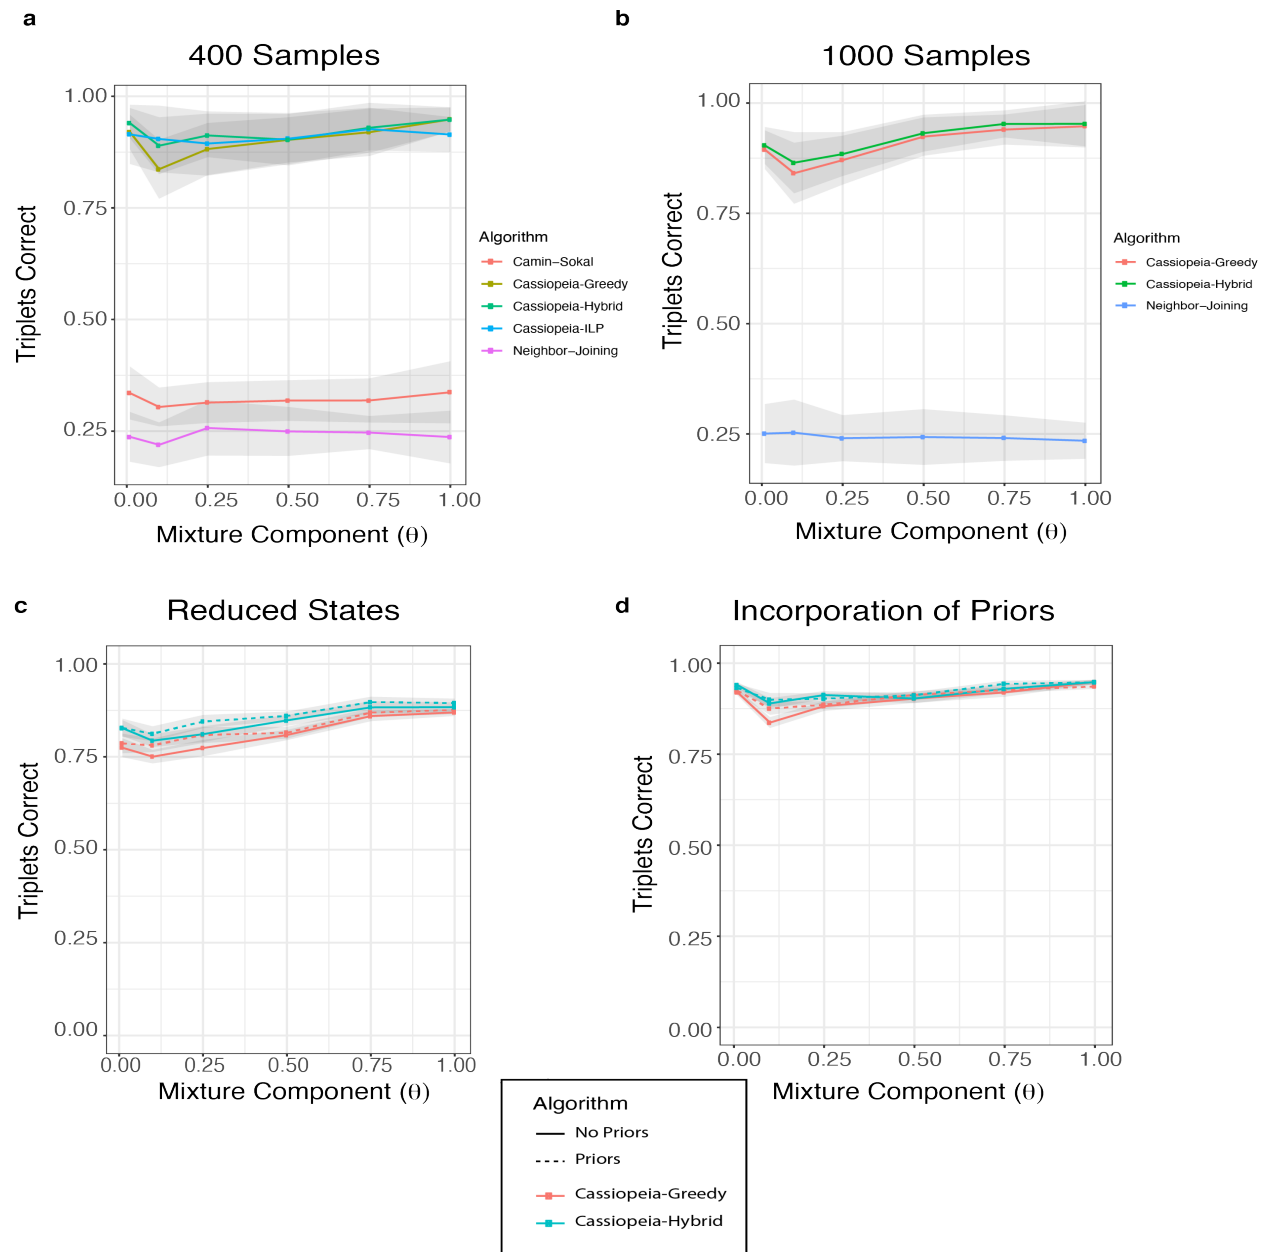 a
400 Samples
1.00
0.75
0.50
0.25
Triplets Correct
0.00 0.25 0.50 0.75 1.00
Mixture Component (θ)
Algorithm
Camin−Sokal
Cassiopeia-Greedy
Cassiopeia-Hybrid
Cassiopeia-ILP
Neighbor−Joining
b
1000 Samples
1.00
0.75
0.50
0.25
Triplets Correct
0.00 0.25 0.50 0.75 1.00
Mixture Component (θ)
Algorithm
Cassiopeia-Greedy
Cassiopeia-Hybrid
Neighbor−Joining
c
Reduced States
1.00
0.75
0.50
0.25
0.00
Triplets Correct
0.00 0.25 0.50 0.75 1.00
Mixture Component (θ)
d
Incorporation of Priors
1.00
0.75
0.50
0.25
0.00
Triplets Correct
0.00 0.25 0.50 0.75 1.00
Mixture Component (θ)
Algorithm
No Priors
Priors
Cassiopeia-Greedy
Cassiopeia-Hybrid